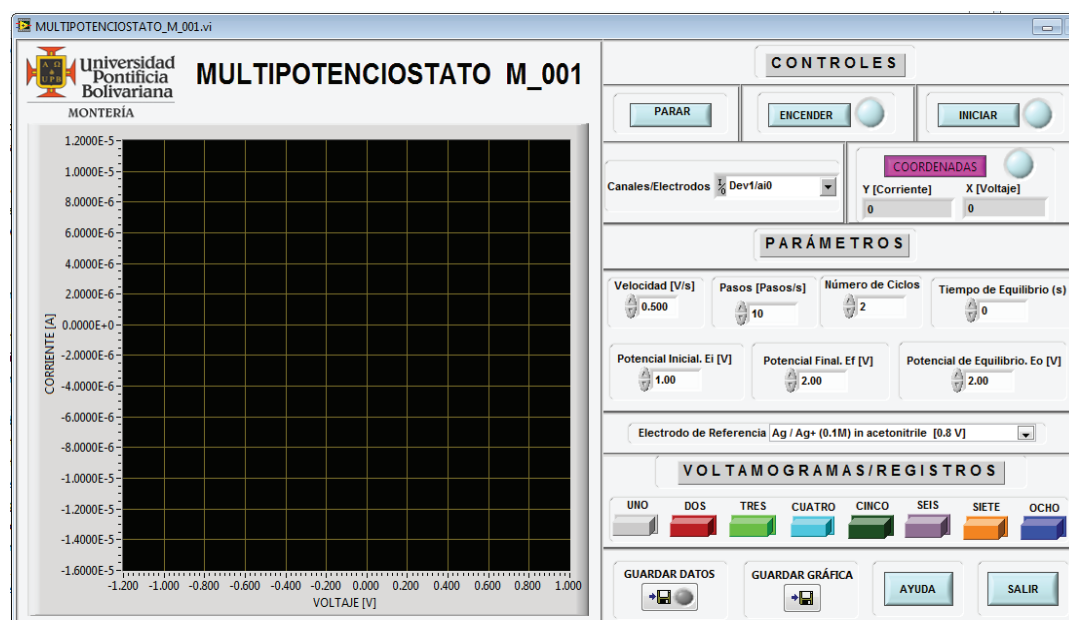 MULTIPOTENCIOSTATO_M_001.vi
Universidad
Pontificia
Bolivariana
MONTERÍA
MULTIPOTENCIOSTATO M_001
1.2000E-5
1.0000E-5
8.0000E-6
6.0000E-6
4.0000E-6
2.0000E-6
0.0000E+0
-2.0000E-6
-4.0000E-6
-6.0000E-6
-8.0000E-6
-1.0000E-5
-1.2000E-5
-1.4000E-5
-1.6000E-5
CORRIENTE [A]
-1.200 -1.000 -0.800 -0.600 -0.400 -0.200 0.000 0.200 0.400 0.600 0.800 1.000
VOLTAJE [V]
CONTROLES
PARAR ENCENDER INICIAR
Canales/Electrodos Dev1/ai0
COORDENADAS
Y [Corriente] X [Voltaje]
0 0
PARÁMETROS
Velocidad [V/s] Pasos [Pasos/s] Número de Ciclos Tiempo de Equilibrio (s)
0.500 10 2 0
Potencial Inicial. Ei [V] Potencial Final. Ef [V] Potencial de Equilibrio. Eo [V]
1.00 2.00 2.00
Electrodo de Referencia Ag / Ag+ (0.1M) in acetonitrile [0.8 V]
VOLTAMOGRAMAS/REGISTROS
UNO DOS TRES CUATRO CINCO SEIS SIETE OCHO
GUARDAR DATOS GUARDAR GRÁFICA AYUDA SALIR